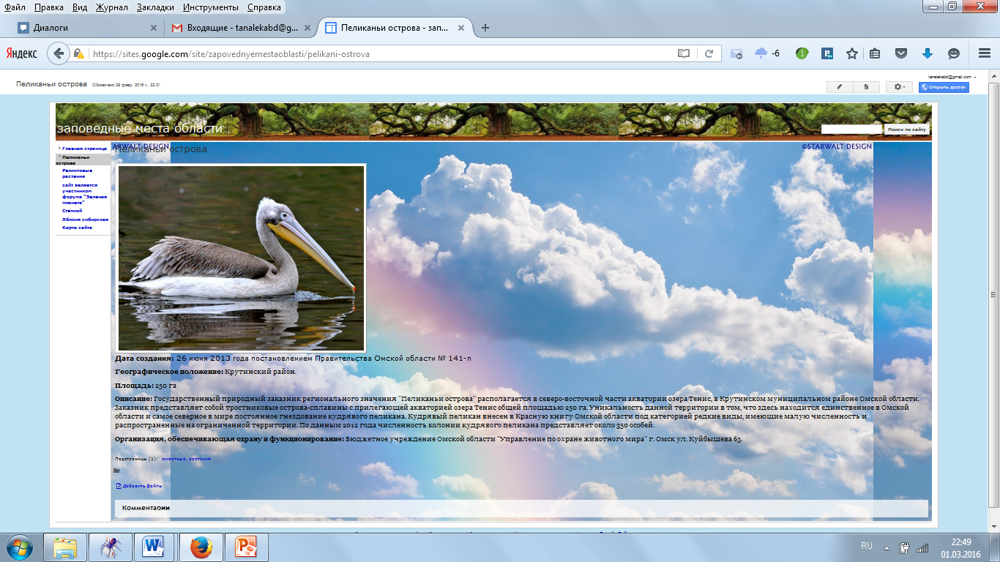 Файл Правка Вид Журнал Закладки Инструменты Справка
Диалоги
Входящие - tanalekabd@g...
Пеликаньи острова - зап...
Яндекс
https://sites.google.com/site/zapovednyemestaoblasti/pelikani-ostrova
-6
1
tanalekabd@gmail.com
Пеликаньи острова
Обновлено 29 февр. 2016 г., 22:21
Открыть доступ
заповедные места области
Поиск по сайту
Главная страница
Пеликаньи
острова
Реликтовые
растения
сайт является
участником
форума "Зеленая
планета"
Степной
Яблоня сибирская
Карта сайта
ARWALT DESIGN
©STARWALT DESIGN
Пеликаньи острова
Дата создания: 26 июня 2013 года постановлением Правительства Омской области № 141-п
Географическое положение: Крутинский район.
Площадь: 250 га
Описание: Государственный природный заказник регионального значения "Пеликаньи острова" располагается в северо-восточной части акватории озера Тенис, в Крутинском муниципальном районе Омской области.
Заказник представляет собой тростниковые острова-сплавины с прилегающей акваторией озера Тенис общей площадью 250 га. Уникальность данной территории в том, что здесь находится единственное в Омской
области и самое северное в мире постоянное гнездование кудрявого пеликана. Кудрявый пеликан внесен в Красную книгу Омской области под категорией редкие виды, имеющие малую численность и
распространенные на ограниченной территории. По данным 2012 года численность колонии кудрявого пеликана представляет около 350 особей.
Организация, обеспечивающая охрану и функционирование: Бюджетное учреждение Омской области "Управление по охране животного мира" г. Омск ул. Куйбышева 63.
Подстраницы (1): животные, растения
Добавить файлы
Комментарии
RU
22:49
01.03.2016